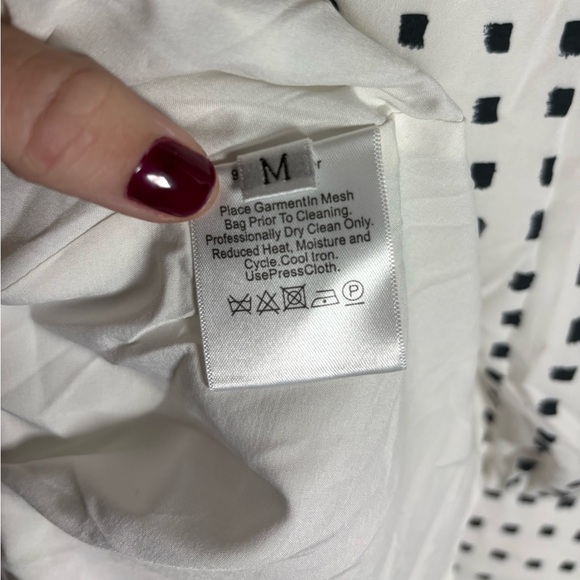 M
Place GarmentIn Mesh
Bag Prior To Cleaning,
Professionally Dry Clean Only.
Reduced Heat, Moisture and
Cycle.Cool Iron.
UsePressCloth.
P